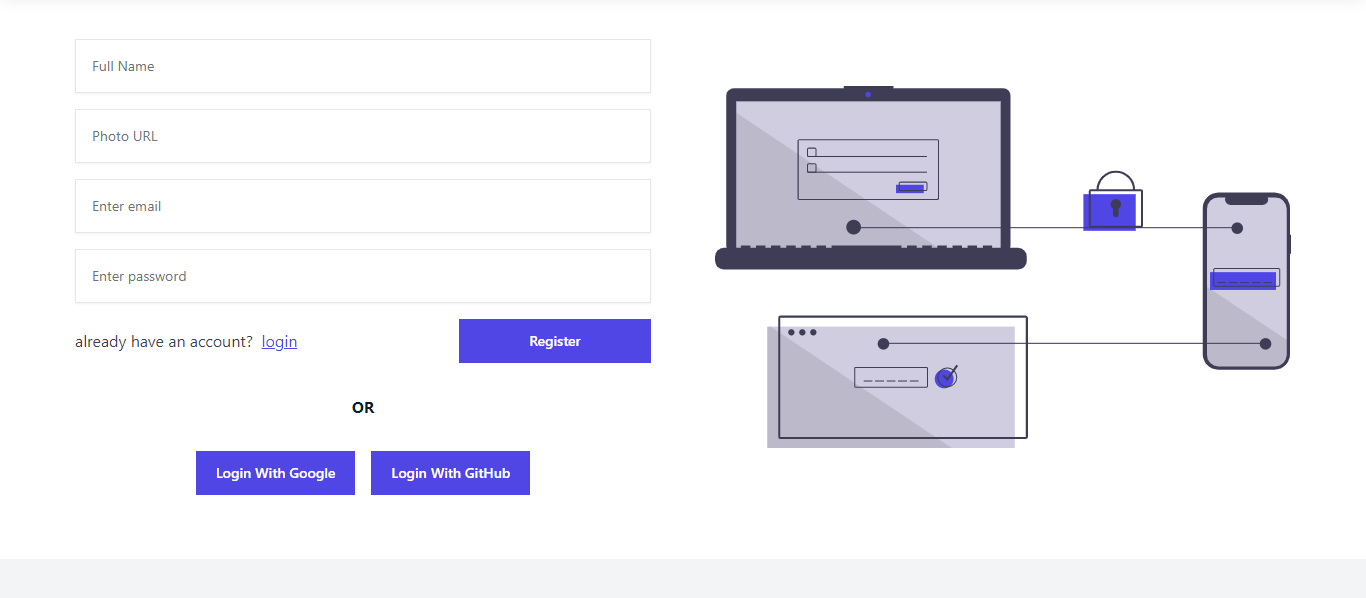 Full Name
Photo URL
Enter email
Enter password
already have an account? login
Register
OR
Login With Google
Login With GitHub